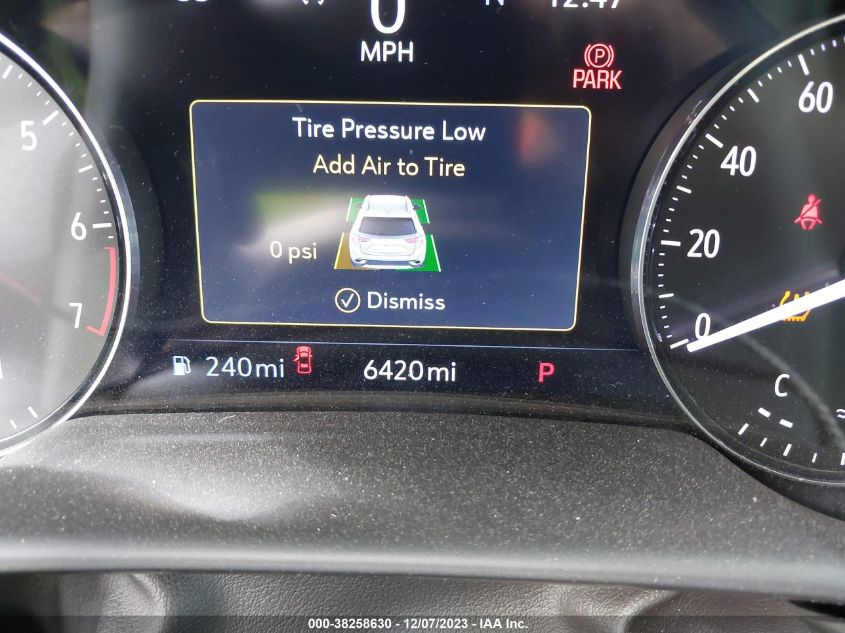 0
N
MPH
P
PARK
Tire Pressure Low
Add Air to Tire
0 psi
Dismiss
240mi
6420mi
P
5
6
7
60
40
20
0
C
000-38258630 - 12/07/2023 - IAA Inc.